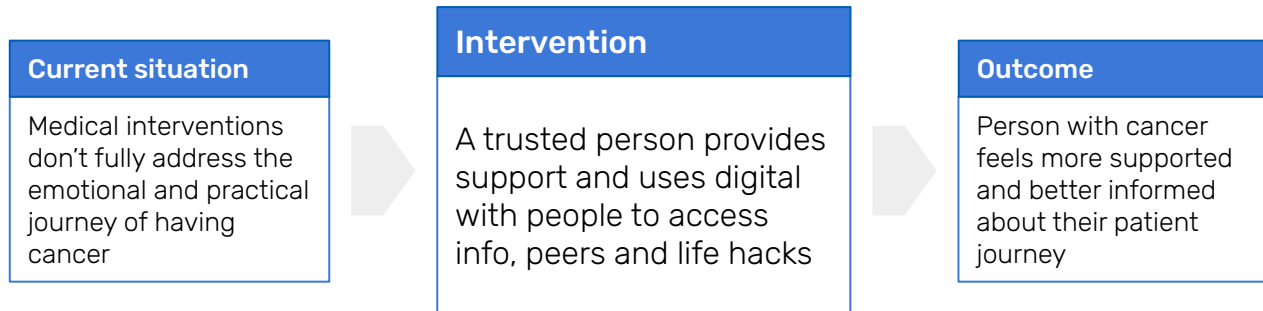 Current situation
Medical interventions
don’t fully address the
emotional and practical
journey of having
cancer
Intervention
A trusted person provides
support and uses digital
with people to access
info, peers and life hacks
Outcome
Person with cancer
feels more supported
and better informed
about their patient
journey